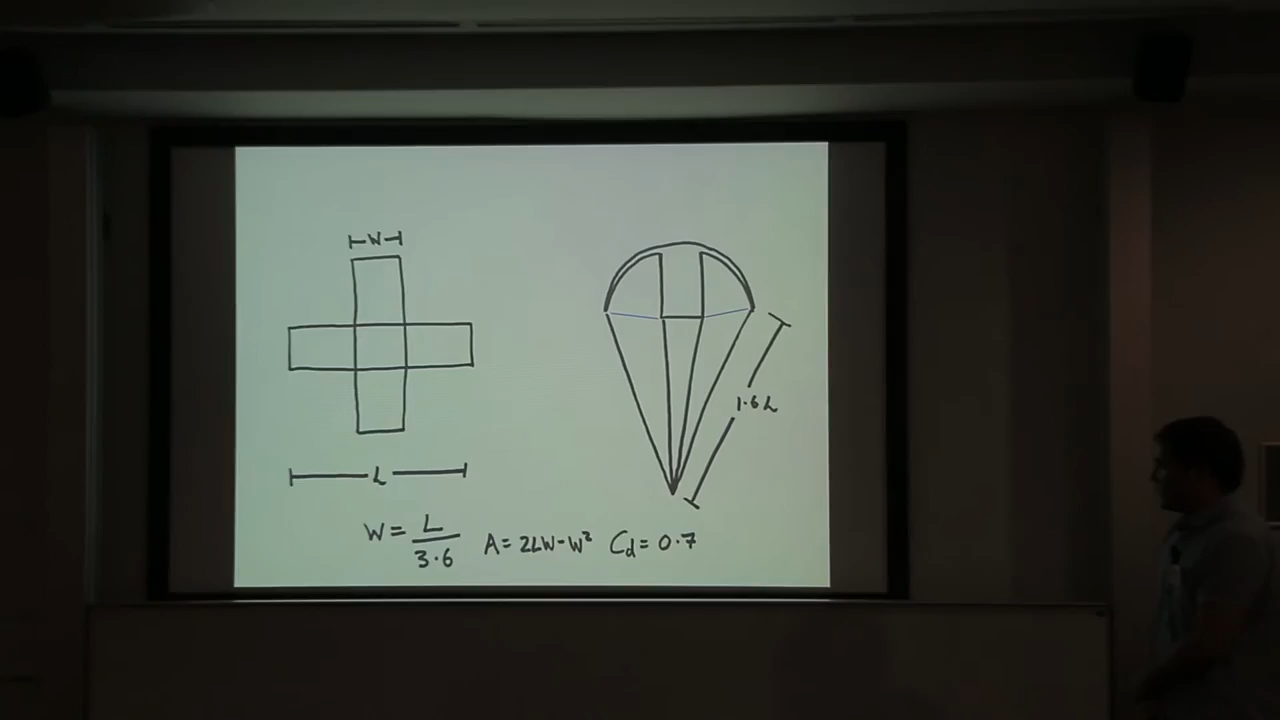 W
L
1.6L
W = L / 3.6 A = 2LW - W² Cd = 0.7